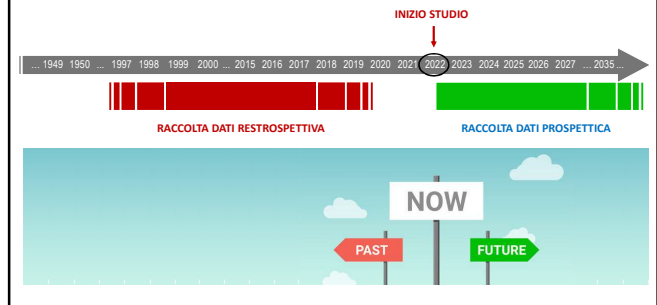 INIZIO STUDIO
... 1949 1950 ... 1997 1998 1999 2000 ... 2015 2016 2017 2018 2019 2020 2021 2022 2023 2024 2025 2026 2027 ... 2035 ...
RACCOLTA DATI RESTROSPETTIVA RACCOLTA DATI PROSPETTICA
NOW
PAST FUTURE